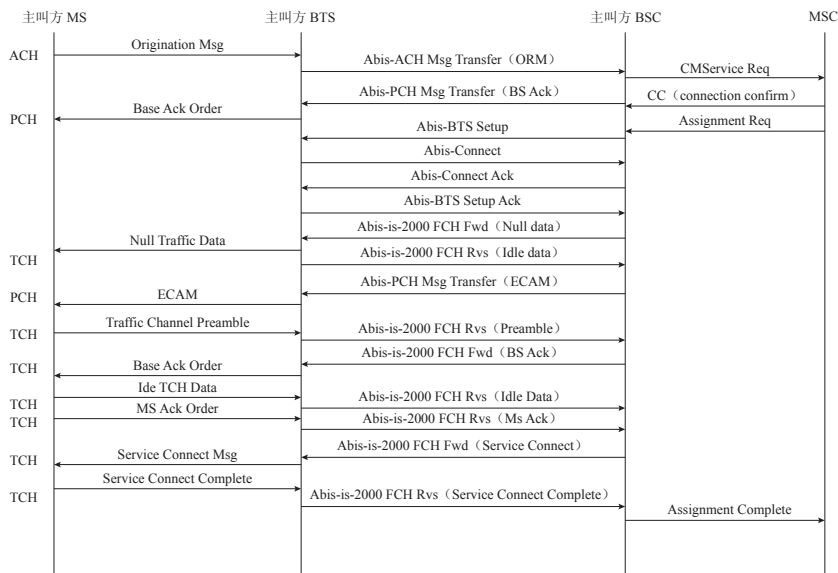 主叫方 MS 主叫方 BTS 主叫方 BSC MSC
Origination Msg
ACH
Abis-ACH Msg Transfer（ORM）
CMService Req
Abis-PCH Msg Transfer（BS Ack）
CC（connection confirm）
Base Ack Order
PCH
Assignment Req
Abis-BTS Setup
Abis-Connect
Abis-Connect Ack
Abis-BTS Setup Ack
Abis-is-2000 FCH Fwd（Null data）
Null Traffic Data
TCH
Abis-is-2000 FCH Rvs（Idle data）
Abis-PCH Msg Transfer（ECAM）
PCH
ECAM
Traffic Channel Preamble
TCH
Abis-is-2000 FCH Rvs（Preamble）
Abis-is-2000 FCH Fwd（BS Ack）
TCH
Base Ack Order
Ide TCH Data
TCH
Abis-is-2000 FCH Rvs（Idle Data）
MS Ack Order
TCH
Abis-is-2000 FCH Rvs（Ms Ack）
Abis-is-2000 FCH Fwd（Service Connect）
TCH
Service Connect Msg
Service Connect Complete
TCH
Abis-is-2000 FCH Rvs（Service Connect Complete）
Assignment Complete